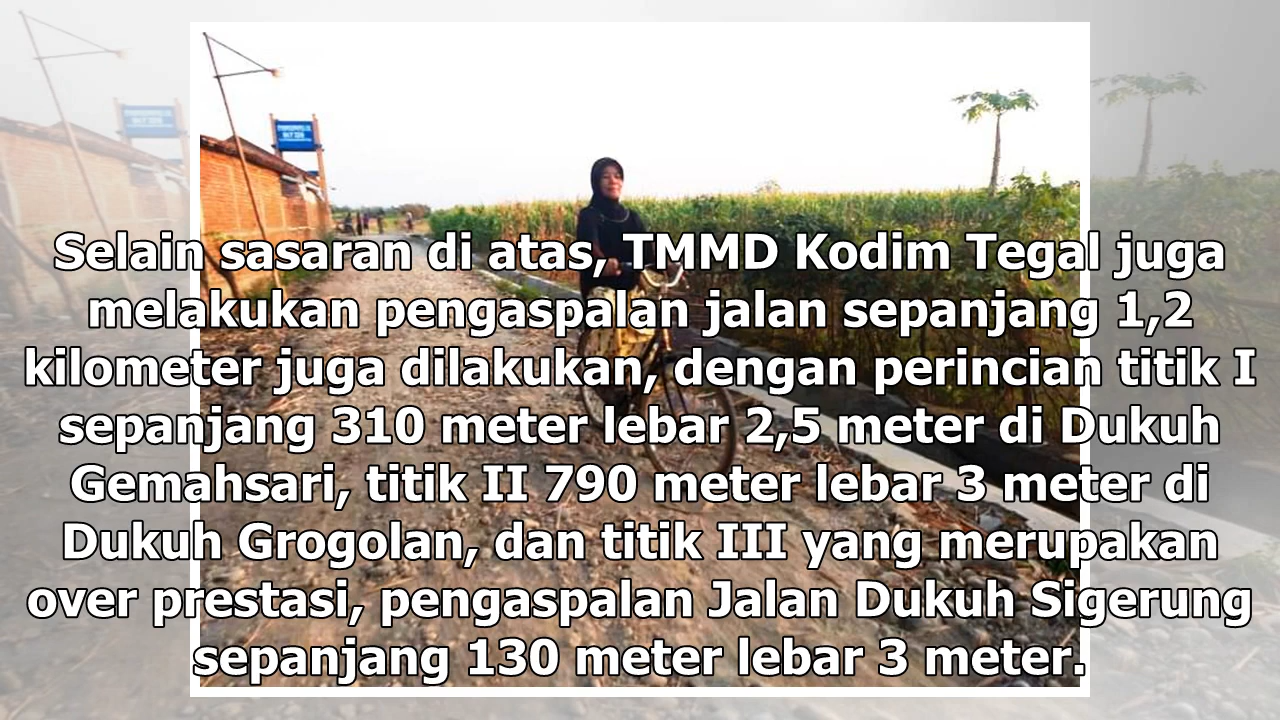 Selain sasaran di atas, TMMD Kodim Tegal juga
melakukan pengaspalan jalan sepanjang 1,2
kilometer juga dilakukan, dengan perincian titik I
sepanjang 310 meter lebar 2,5 meter di Dukuh
Gemahsari, titik II 790 meter lebar 3 meter di
Dukuh Grogolan, dan titik III yang merupakan
over prestasi, pengaspalan Jalan Dukuh Sigerung
sepanjang 130 meter lebar 3 meter.